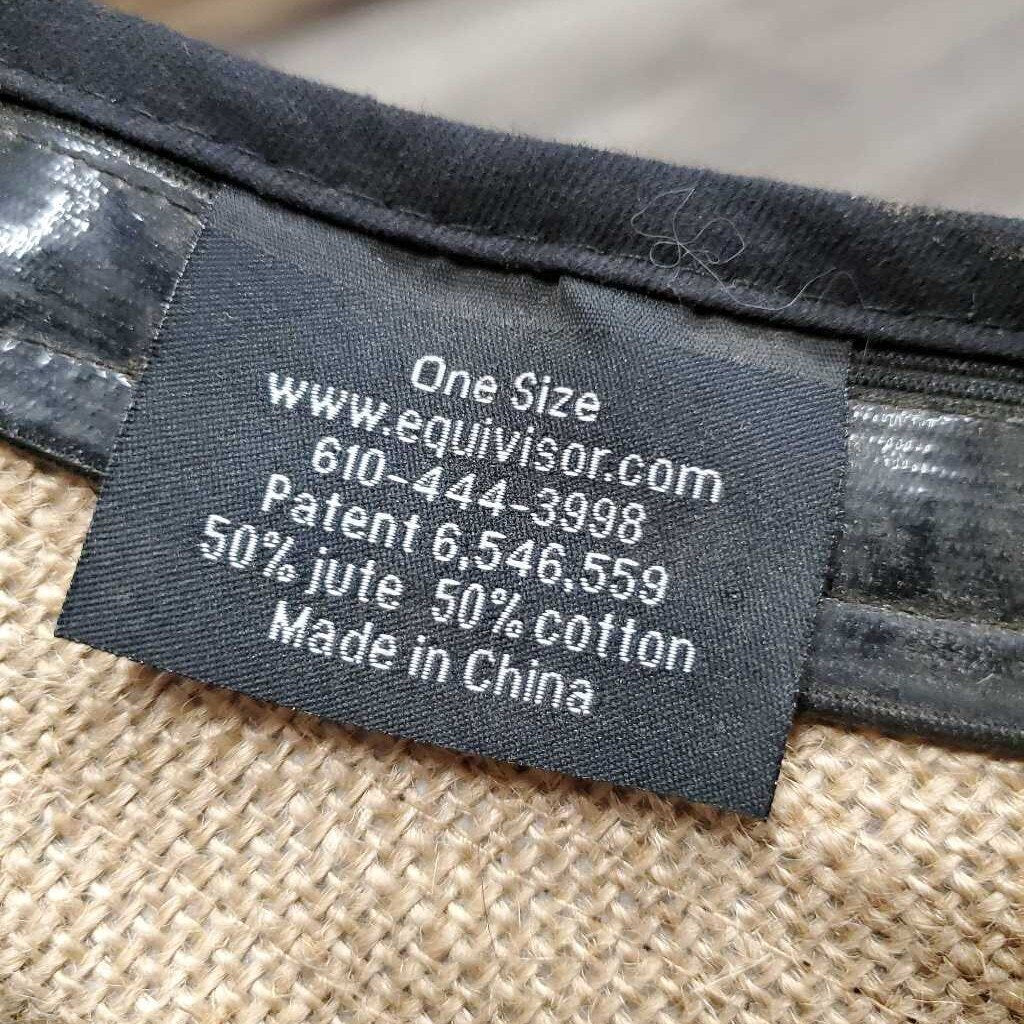 One Size
www.equivisor.com
610-444-3998
Patent 6,546,559
50% jute 50% cotton
Made in China